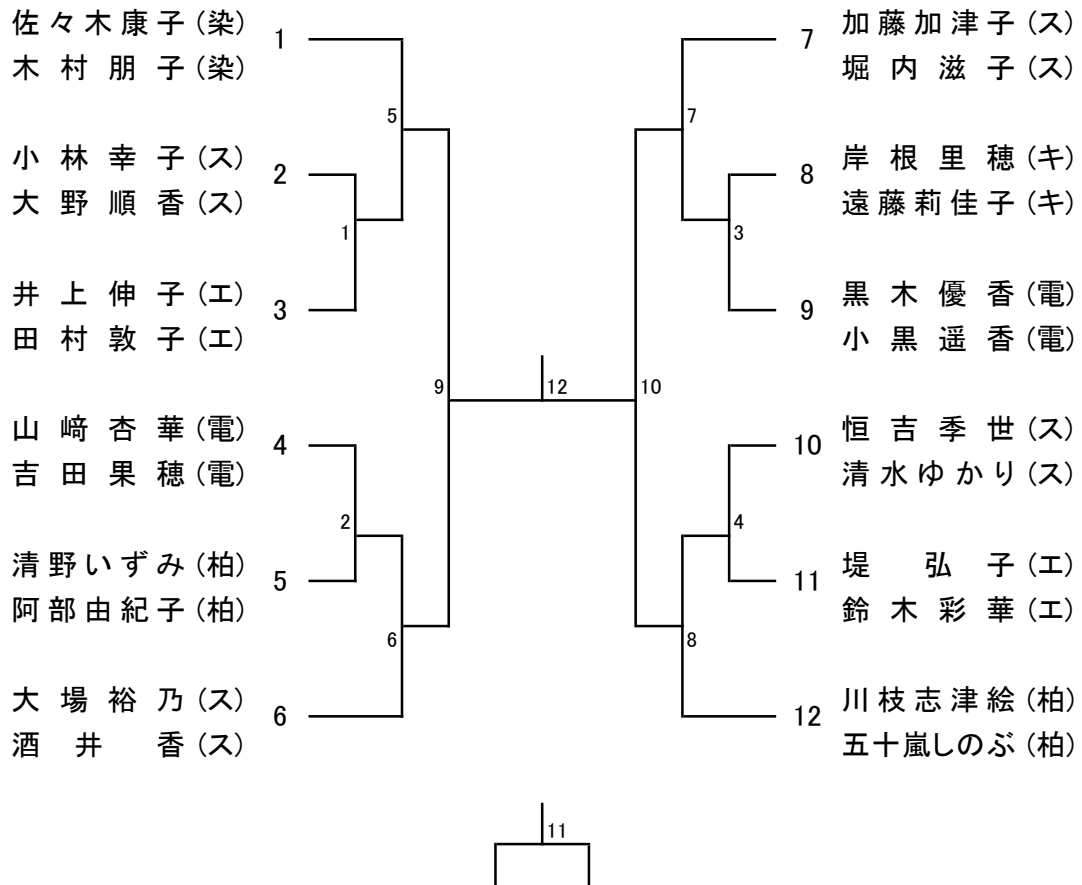 佐々木康子(染)
木村朋子(染)
1
小林幸子(ス)
大野順香(ス)
2
井上伸子(エ)
田村敦子(エ)
3
山﨑杏華(電)
吉田果穂(電)
4
清野いずみ(柏)
阿部由紀子(柏)
5
大場裕乃(ス)
酒井香(ス)
6
5
1
2
6
9
12
10
7
3
4
8
7
加藤加津子(ス)
堀内滋子(ス)
8
岸根里穂(キ)
遠藤莉佳子(キ)
9
黒木優香(電)
小黒遥香(電)
10
恒吉季世(ス)
清水ゆかり(ス)
11
堤弘子(エ)
鈴木彩華(エ)
12
川枝志津絵(柏)
五十嵐しのぶ(柏)
11